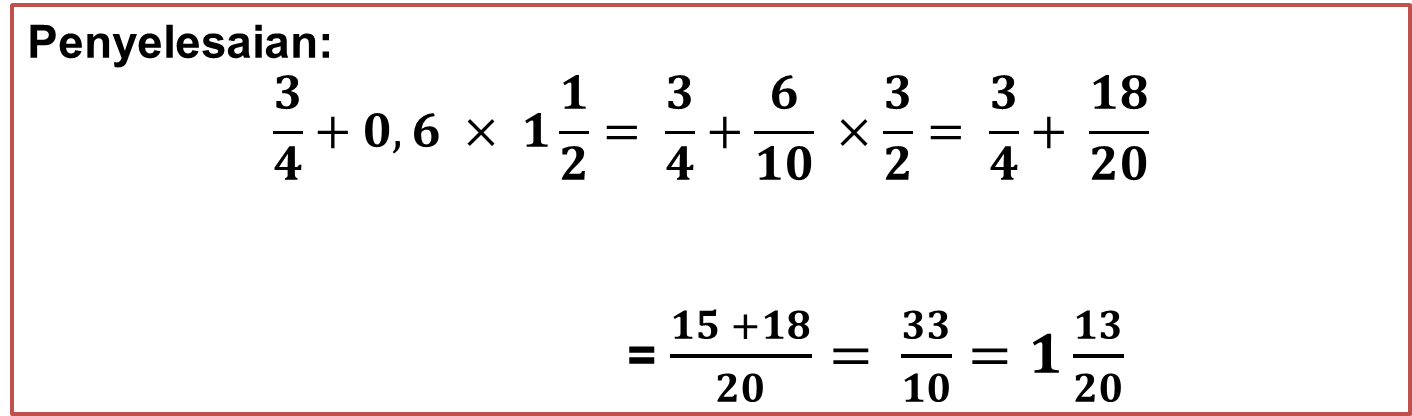 Penyelesaian:
3/4 + 0,6 × 1 1/2 = 3/4 + 6/10 × 3/2 = 3/4 + 18/20
= 15 +18/20 = 33/10 = 1 13/20